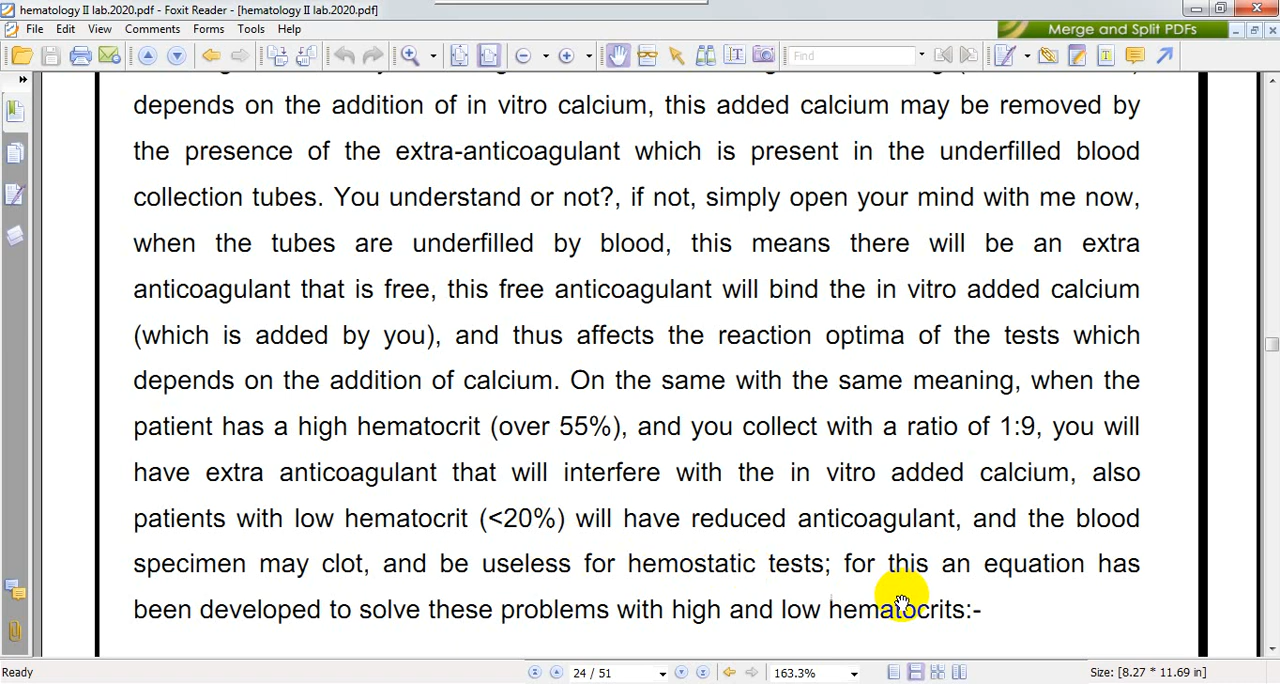 hematology II lab.2020.pdf - Foxit Reader - [hematology II lab.2020.pdf]
File Edit View Comments Forms Tools Help
Merge and Split PDFs
Find
depends on the addition of in vitro calcium, this added calcium may be removed by
the presence of the extra-anticoagulant which is present in the underfilled blood
collection tubes. You understand or not?, if not, simply open your mind with me now,
when the tubes are underfilled by blood, this means there will be an extra
anticoagulant that is free, this free anticoagulant will bind the in vitro added calcium
(which is added by you), and thus affects the reaction optima of the tests which
depends on the addition of calcium. On the same with the same meaning, when the
patient has a high hematocrit (over 55%), and you collect with a ratio of 1:9, you will
have extra anticoagulant that will interfere with the in vitro added calcium, also
patients with low hematocrit (<20%) will have reduced anticoagulant, and the blood
specimen may clot, and be useless for hemostatic tests; for this an equation has
been developed to solve these problems with high and low hematocrits:-
Ready
24 / 51
163.3%
Size: [8.27 * 11.69 in]